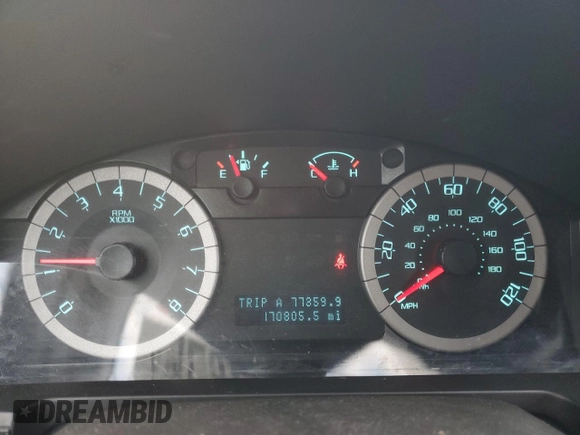 E F
C H
0 1 2 3 4 5 6 7 8
RPM
X1000
0 20 40 60 80 100 120
20 40 60 80 100 120 140 160 180
km/h
MPH
TRIP A 77859.9
170805.5 mi
DREAMBID